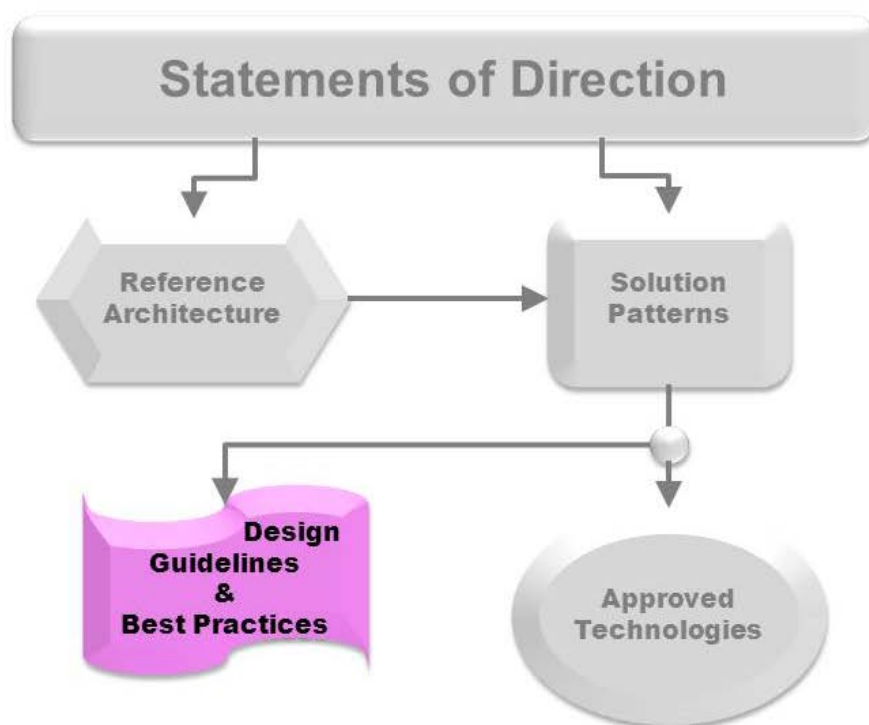 Statements of Direction
Reference
Architecture
Solution
Patterns
Design
Guidelines
&
Best Practices
Approved
Technologies